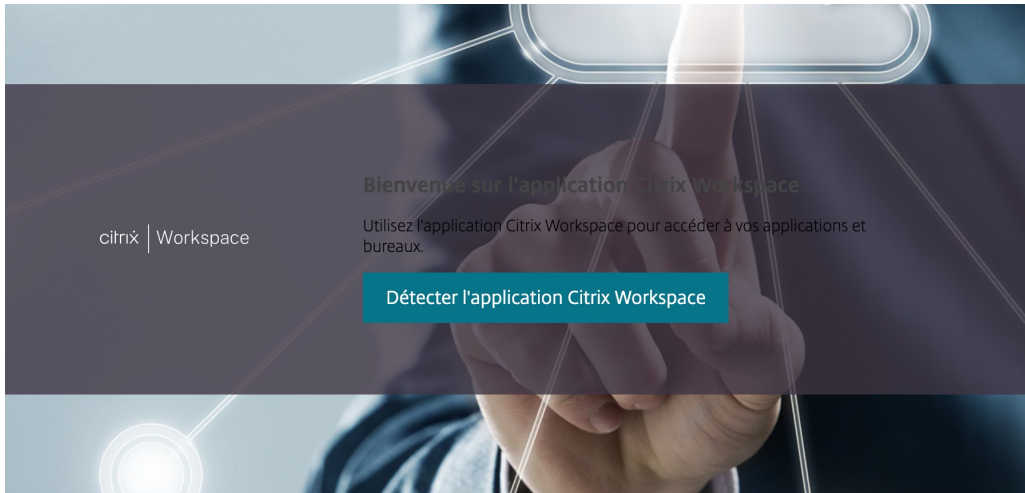 Bienvenue sur l'application Citrix Workspace
citrix | Workspace
Utilisez l'application Citrix Workspace pour accéder à vos applications et
bureaux.
Détecter l'application Citrix Workspace